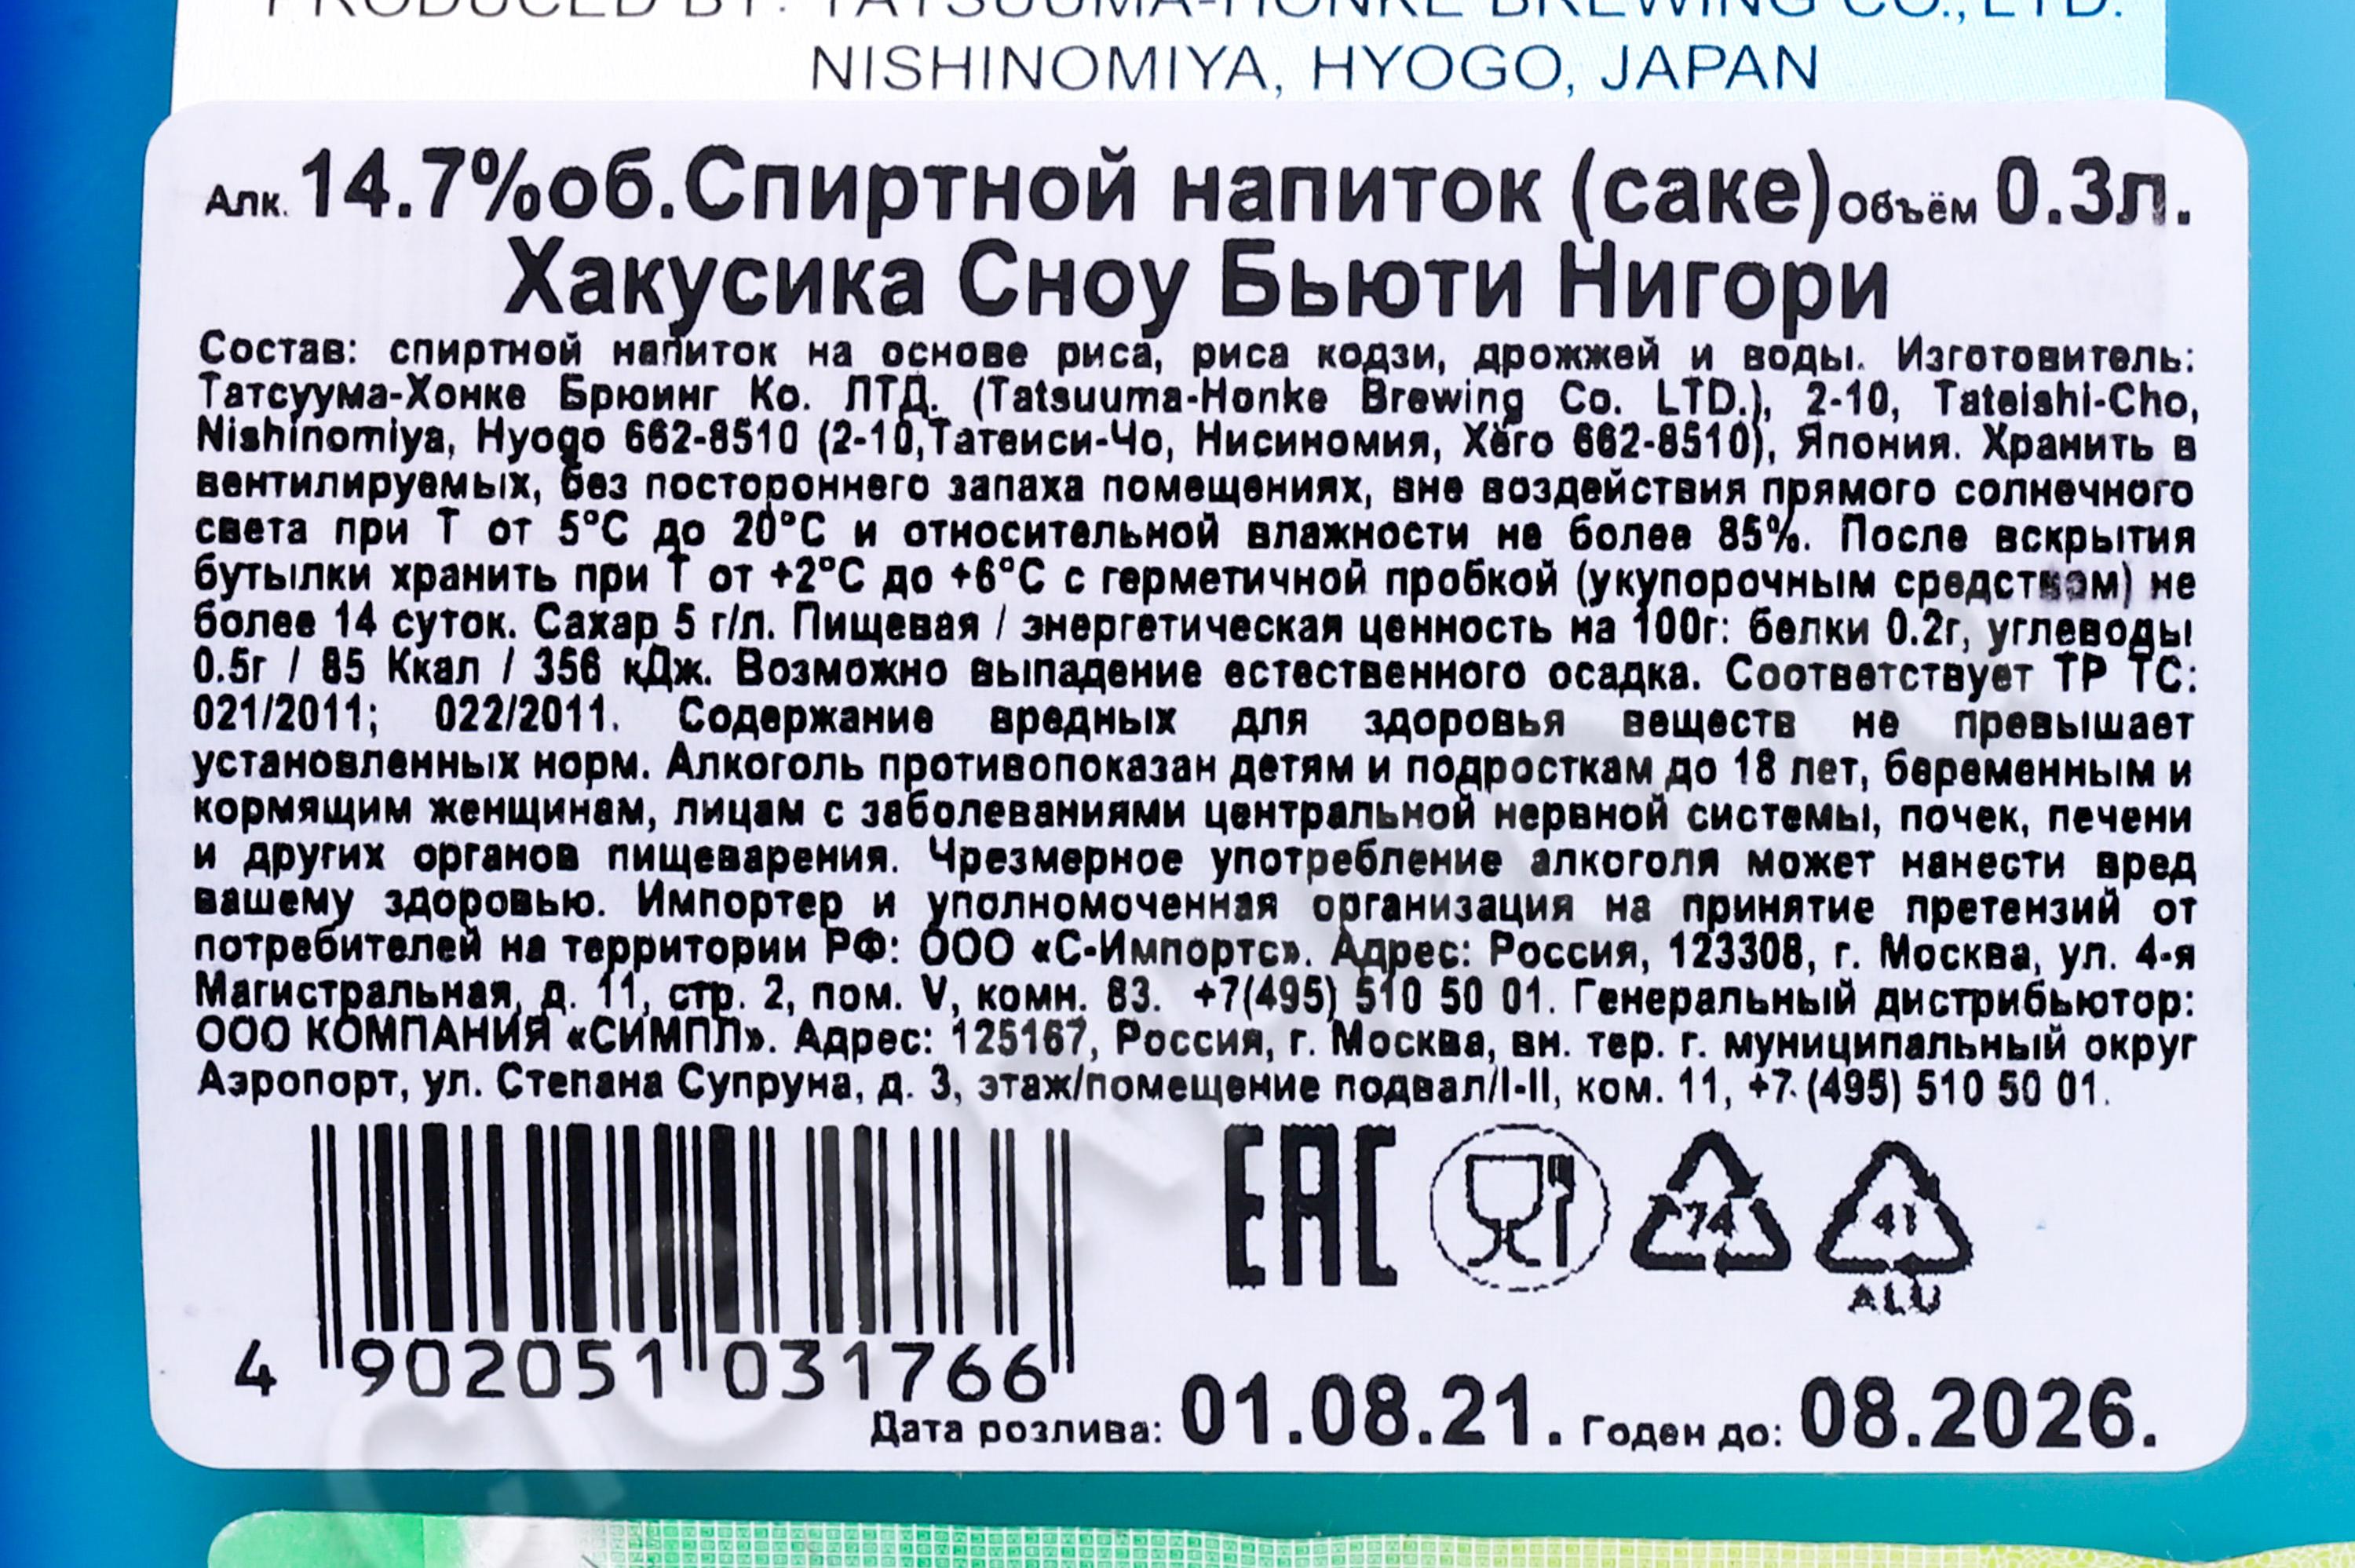 PRODUCED BY: TATSUUMA-HONKE BREWING CO., LTD.
NISHINOMIYA, HYOGO, JAPAN
Алк. 14.7%об.Спиртной напиток (саке)Объём 0.3л.
Хакусика Сноу Бьюти Нигори
Состав: спиртной напиток на основе риса, риса кодзи, дрожжей и воды. Изготовитель:
Татсуума-Хонке Брюинг Ко. ЛТД. (Tatsuuma-Honke Brewing Co. LTD.), 2-10, Tateishi-Cho,
Nishinomiya, Hyogo 662-8510 (2-10,Татеиси-Чо, Нисиномия, Хёго 662-8510), Япония. Хранить в
вентилируемых, без постороннего запаха помещениях, вне воздействия прямого солнечного
света при Т от 5°С до 20°С и относительной влажности не более 85%. После вскрытия
бутылки хранить при Т от +2°С до +6°С с герметичной пробкой (укупорочным средством) не
более 14 суток. Сахар 5 г/л. Пищевая / энергетическая ценность на 100г: белки 0.2г, углеводы
0.5г / 85 Ккал / 356 кДж. Возможно выпадение естественного осадка. Соответствует ТР ТС:
021/2011; 022/2011. Содержание вредных для здоровья веществ не превышает
установленных норм. Алкоголь противопоказан детям и подросткам до 18 лет, беременным и
кормящим женщинам, лицам с заболеваниями центральной нервной системы, почек, печени
и других органов пищеварения. Чрезмерное употребление алкоголя может нанести вред
вашему здоровью. Импортер и уполномоченная организация на принятие претензий от
потребителей на территории РФ: ООО «С-Импортс». Адрес: Россия, 123308, г. Москва, ул. 4-я
Магистральная, д. 11, стр. 2, пом. V, комн. 83. +7(495) 510 50 01. Генеральный дистрибьютор:
ООО КОМПАНИЯ «СИМПЛ». Адрес: 125167, Россия, г. Москва, вн. тер. г. муниципальный округ
Аэропорт, ул. Степана Супруна, д. 3, этаж/помещение подвал/I-II, ком. 11, +7 (495) 510 50 01.
EAC
74
41
ALU
4 902051 031766
Дата розлива: 01.08.21. Годен до: 08.2026.